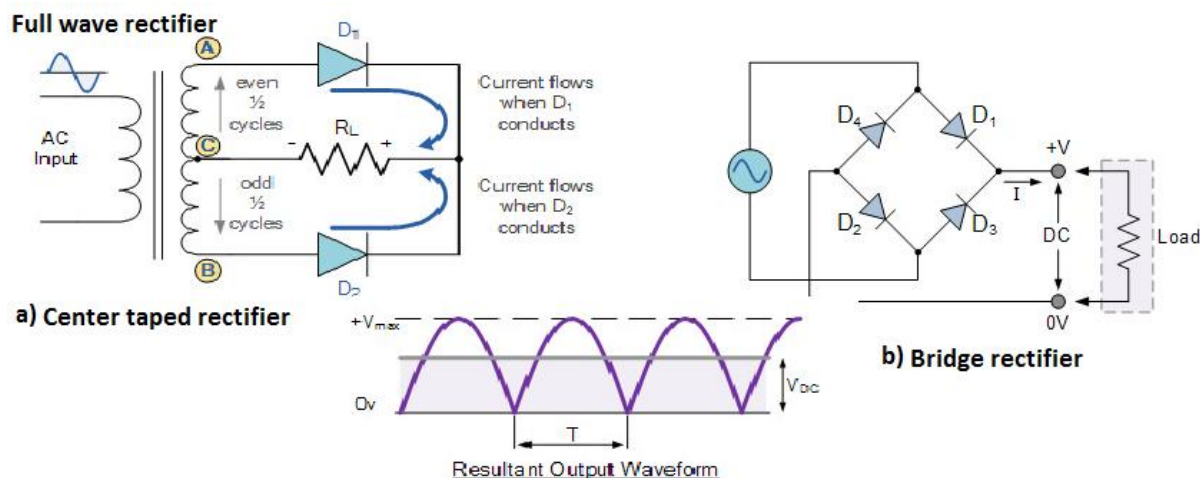 Full wave rectifier
A
D1
even
½
cycles
Current flows
when D1
conducts
AC
Input
C
- RL +
odd
½
cycles
Current flows
when D2
conducts
B
D2
a) Center taped rectifier
D4
D1
D2
D3
+V
I
DC
Load
0V
b) Bridge rectifier
+Vmax
VDC
0v
T
Resultant Output Waveform